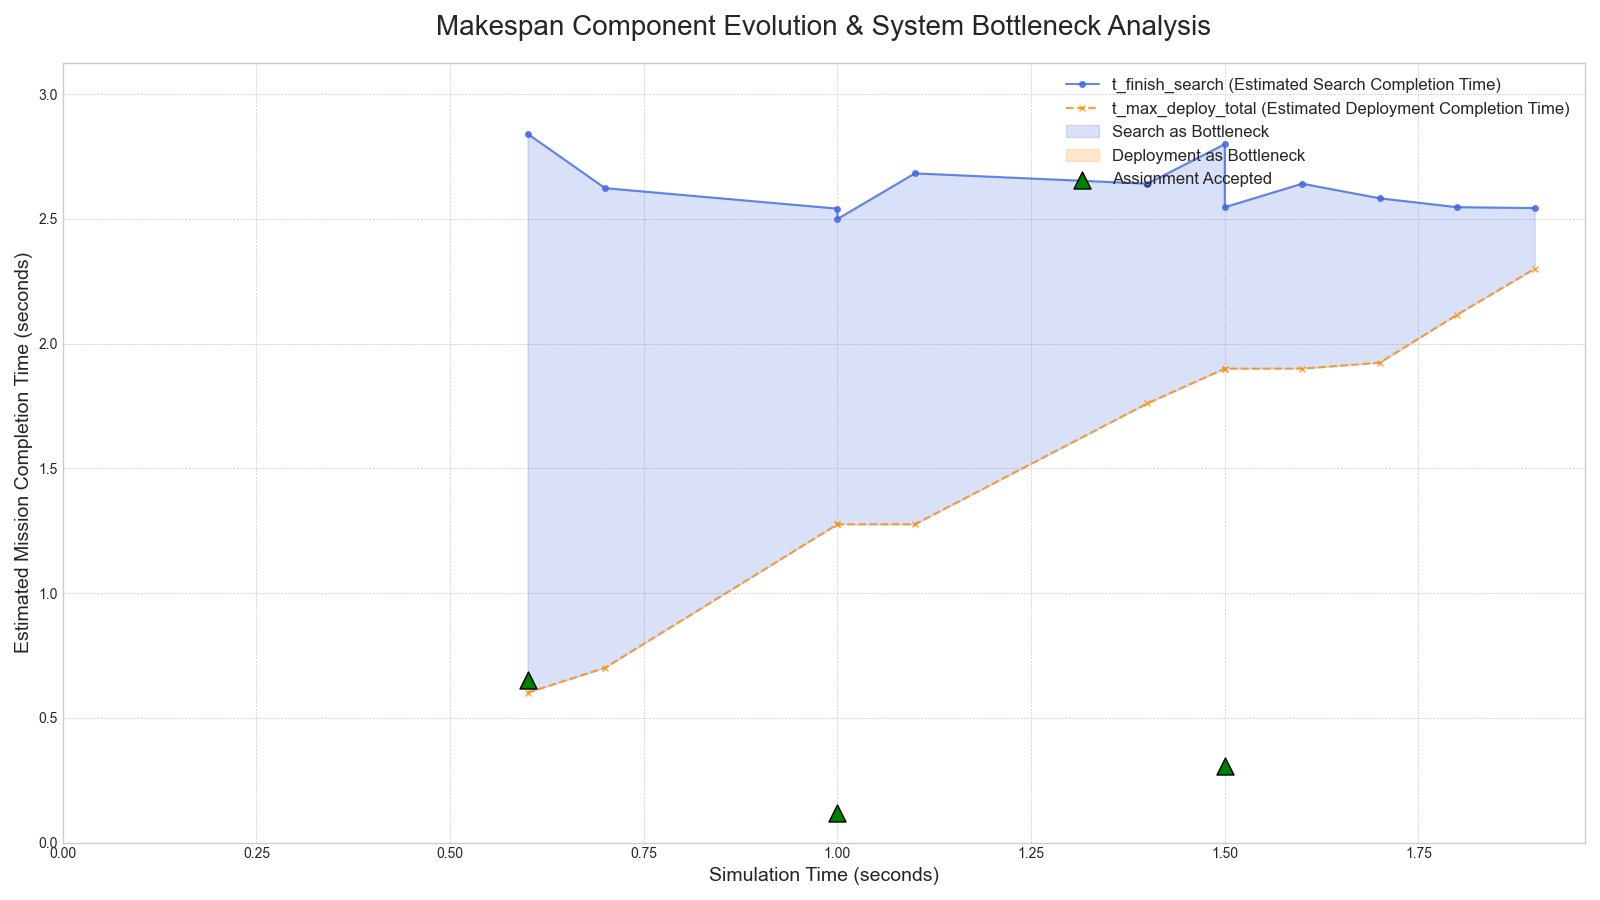 Makespan Component Evolution & System Bottleneck Analysis
t_finish_search (Estimated Search Completion Time)
t_max_deploy_total (Estimated Deployment Completion Time)
Search as Bottleneck
Deployment as Bottleneck
Assignment Accepted
Estimated Mission Completion Time (seconds)
3.0
2.5
2.0
1.5
1.0
0.5
0.0
0.00 0.25 0.50 0.75 1.00 1.25 1.50 1.75
Simulation Time (seconds)